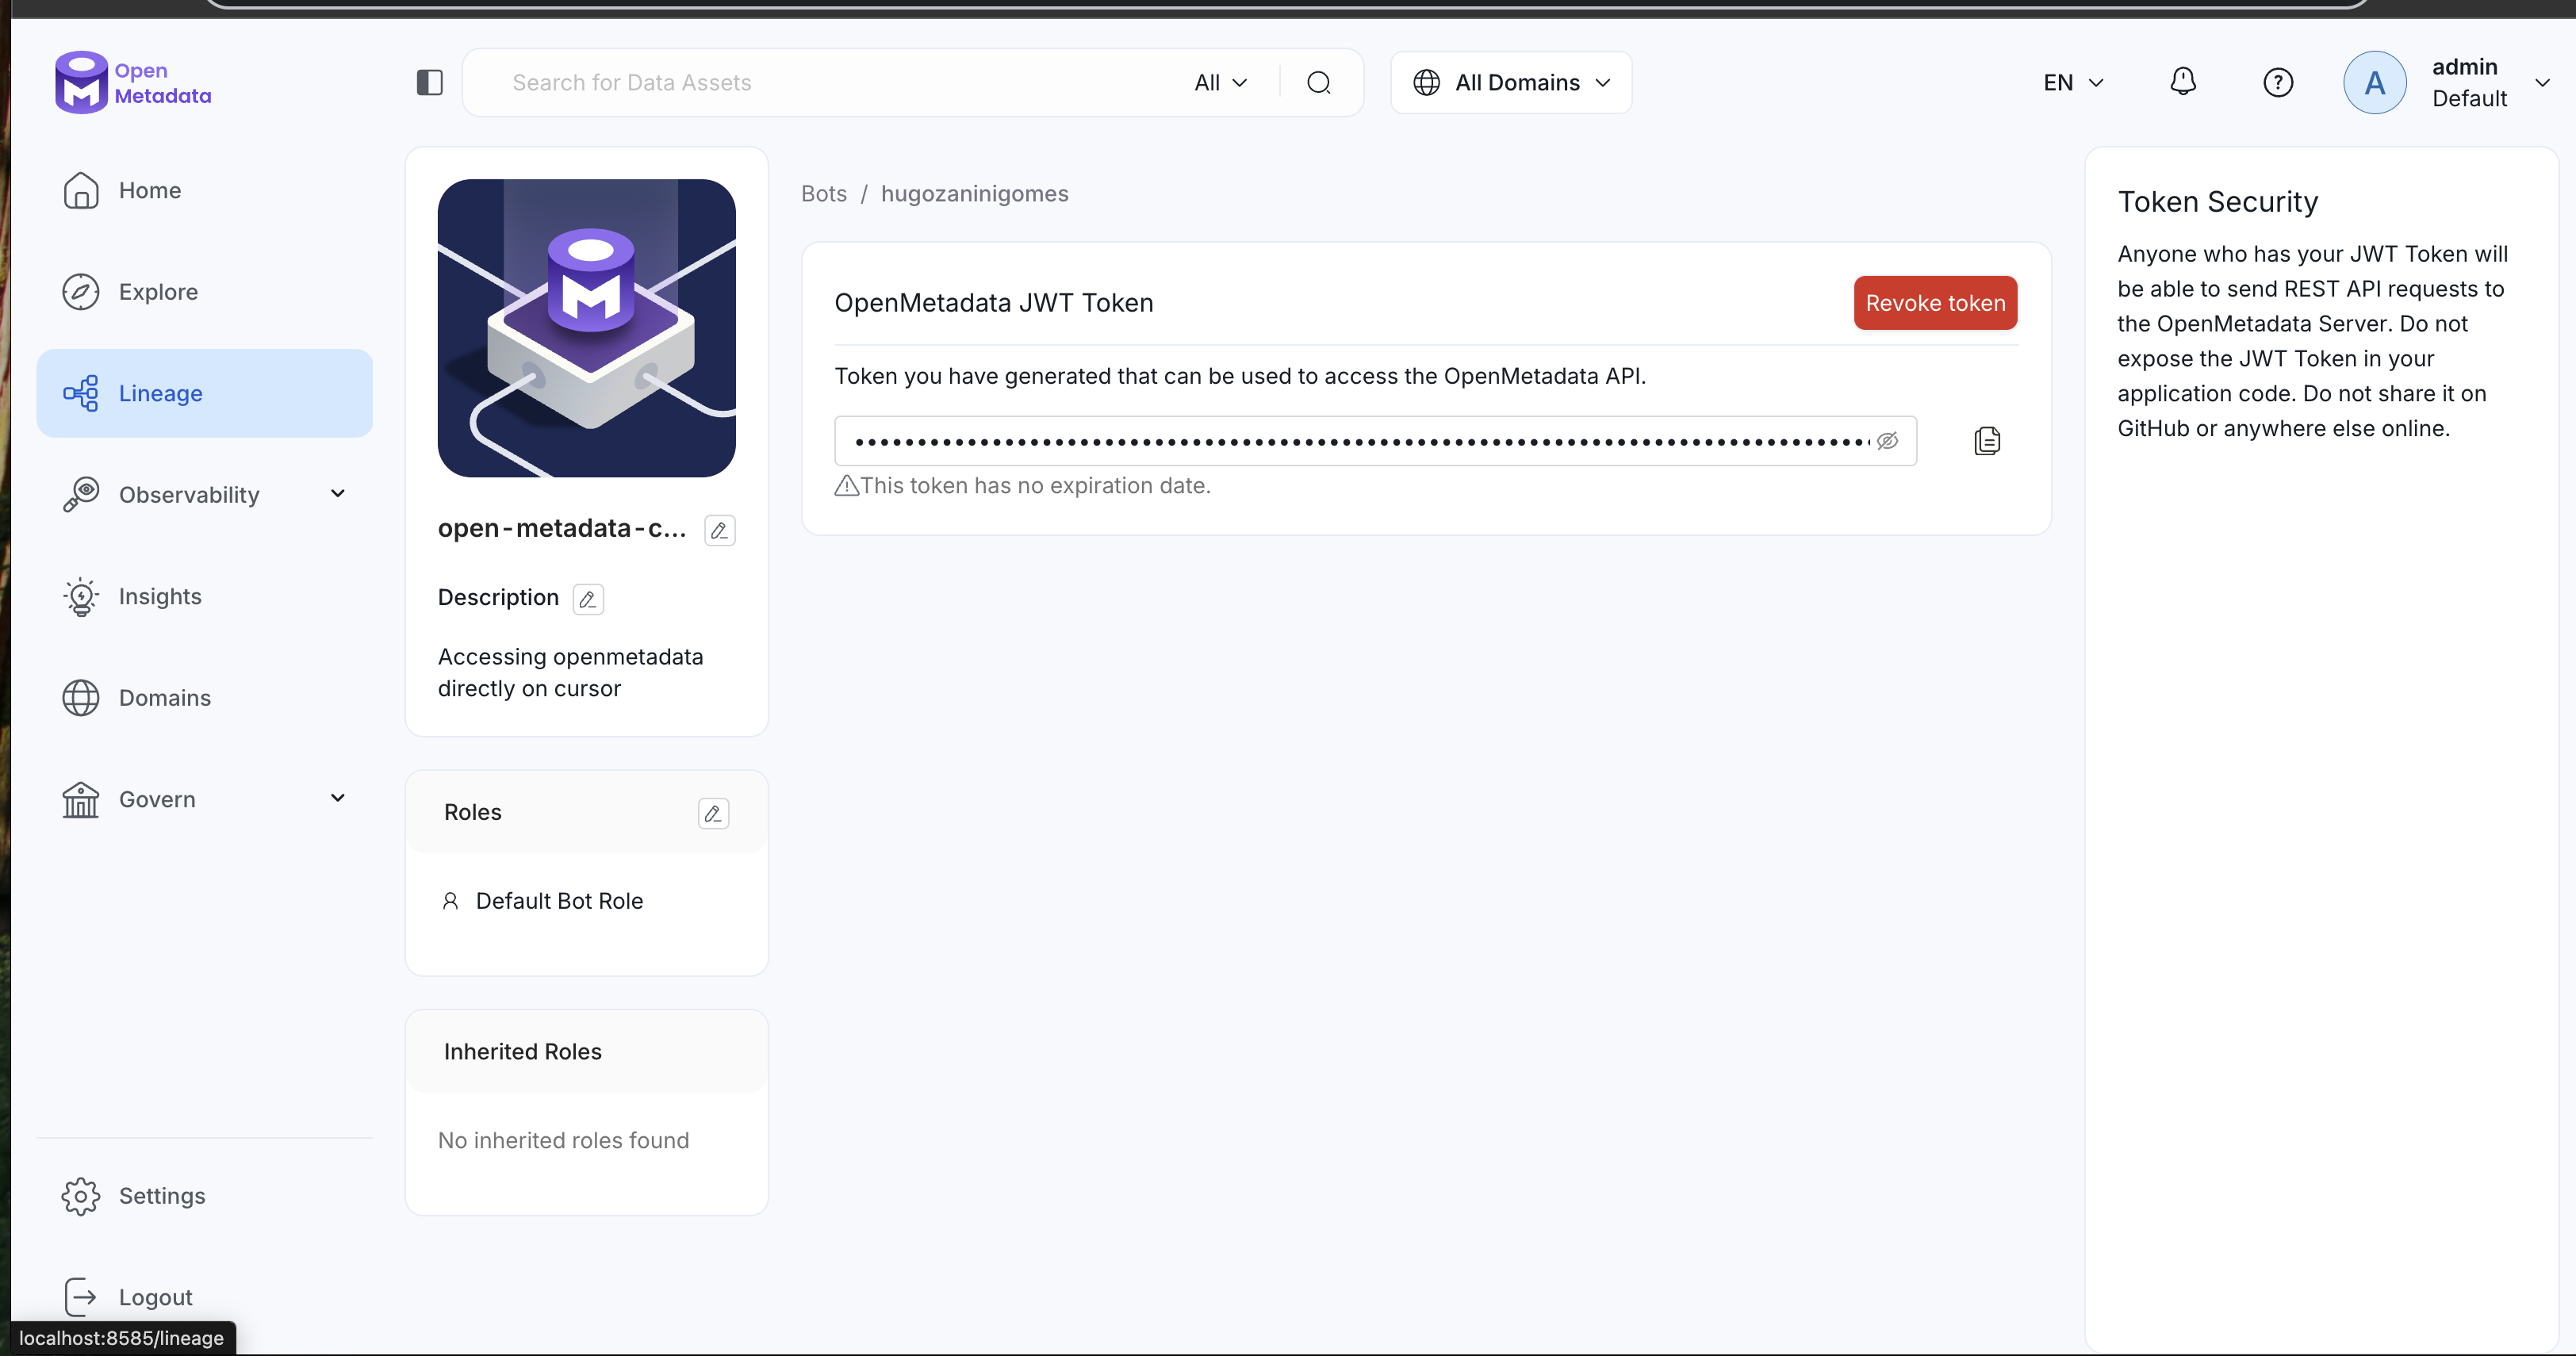 Open
Metadata
Search for Data Assets
All
All Domains
EN
A
admin
Default
Home
Explore
Lineage
Observability
Insights
Domains
Govern
Settings
Logout
localhost:8585/lineage
open-metadata-c...
Description
Accessing openmetadata
directly on cursor
Roles
Default Bot Role
Inherited Roles
No inherited roles found
Bots / hugozaninigomes
OpenMetadata JWT Token
Revoke token
Token you have generated that can be used to access the OpenMetadata API.
This token has no expiration date.
Token Security
Anyone who has your JWT Token will
be able to send REST API requests to
the OpenMetadata Server. Do not
expose the JWT Token in your
application code. Do not share it on
GitHub or anywhere else online.